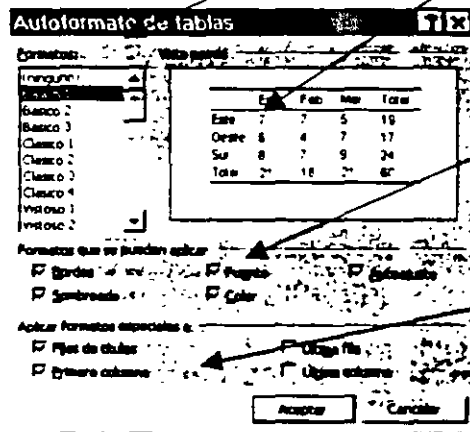 Autoformato de tablas
Formatos: Vista previa
(ninguno)
Básico 2
Básico 3
Clásico 1
Clásico 2
Clásico 3
Clásico 4
Vistoso 1
Vistoso 2
Feb Mar Total
Este 7 7 5 19
Oeste 6 4 7 17
Sur 8 7 9 24
Total 21 18 21 60
Formatos que se pueden aplicar
Bordes Fuente Autoajuste
Sombreado Color
Aplicar formatos especiales a:
Filas de títulos Última fila
Primera columna Última columna
Aceptar Cancelar